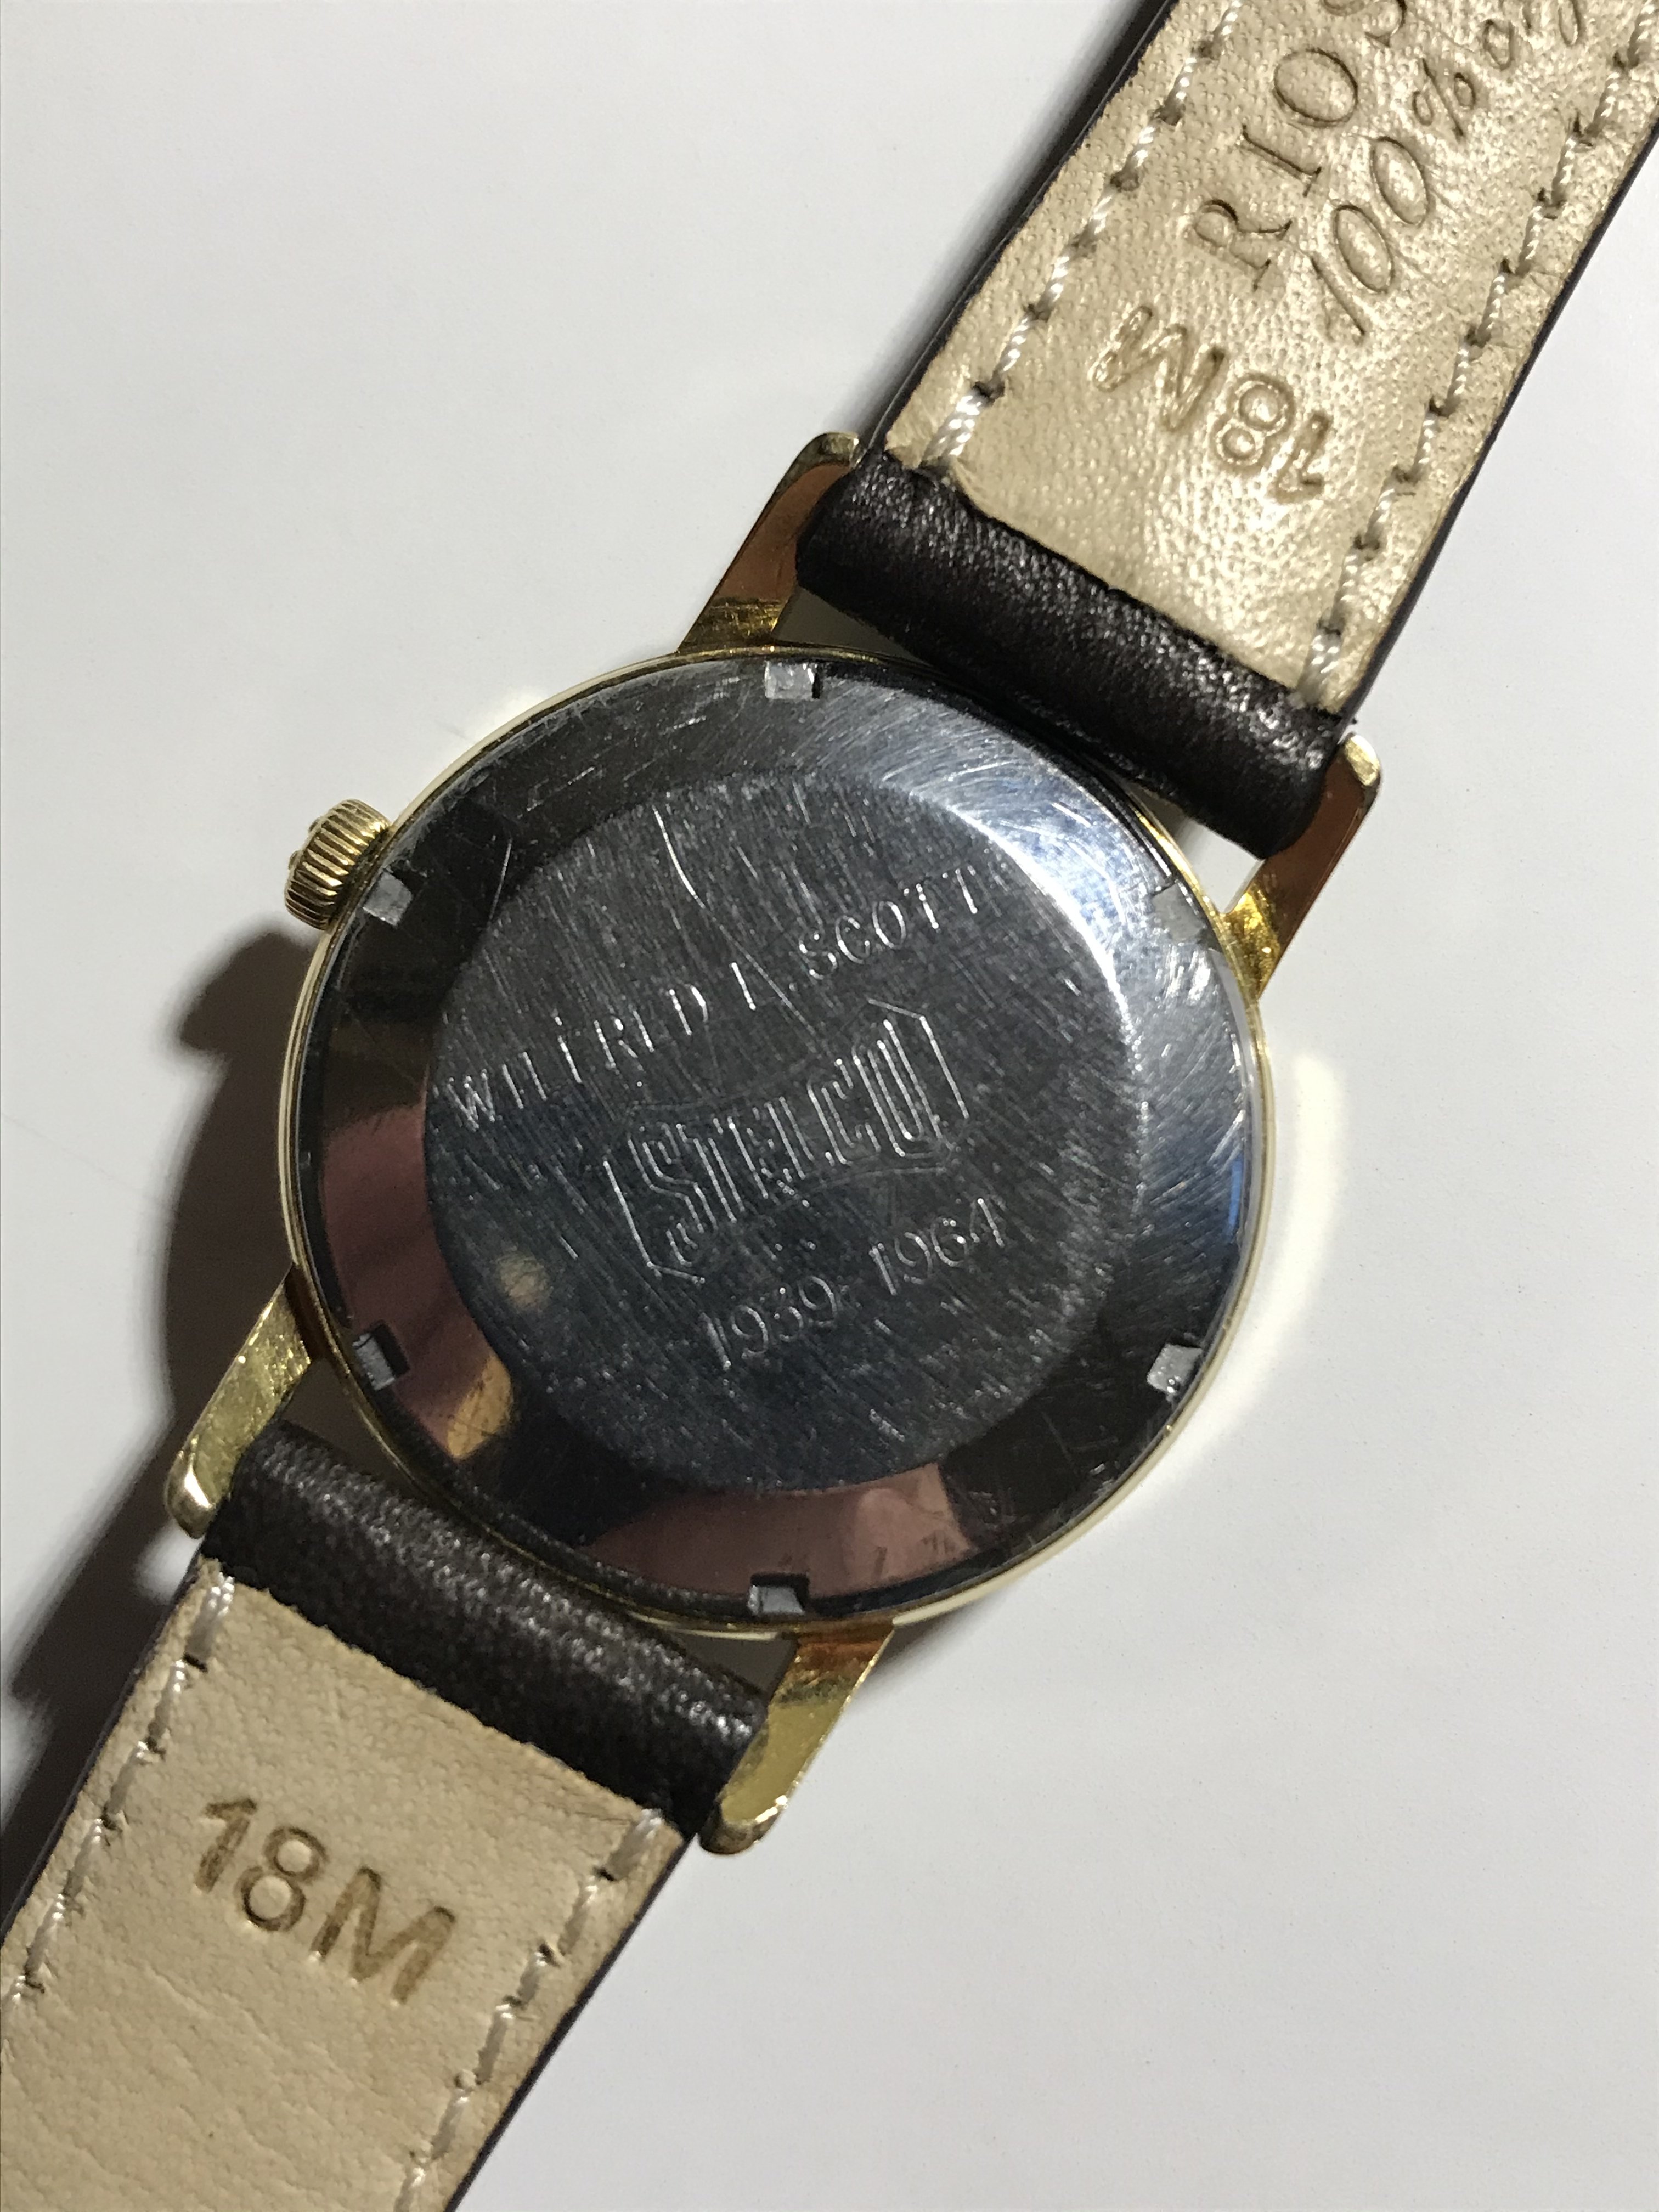 RIOS
100%
18M
WILFRED L. SCOTT
STELCO
1939-1964
18M